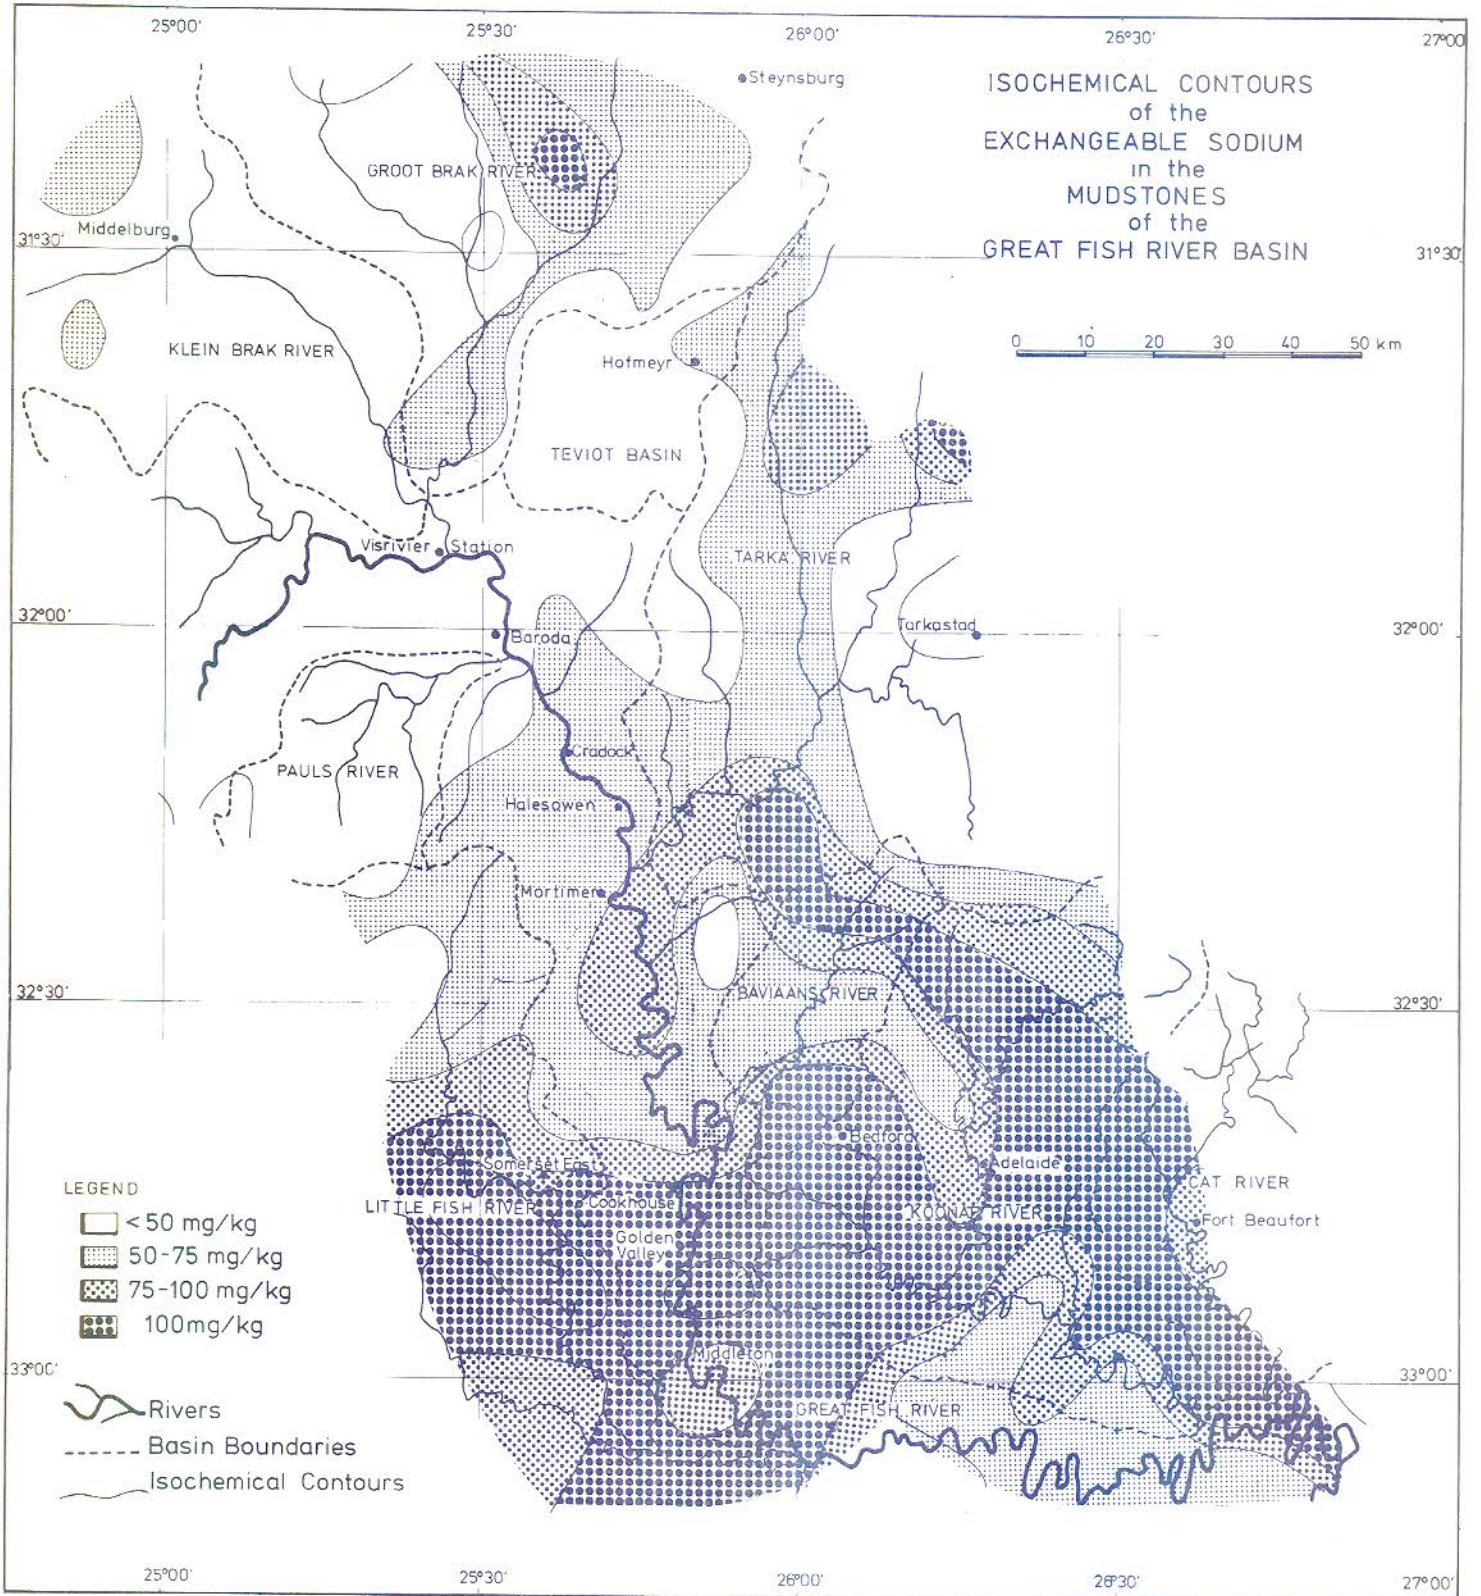 25°00'
25°30'
26°00'
26°30'
27°00
Steynsburg
ISOCHEMICAL CONTOURS
of the
EXCHANGEABLE SODIUM
in the
MUDSTONES
of the
GREAT FISH RIVER BASIN
GROOT BRAK RIVER
Middelburg
31°30'
31°30'
0 10 20 30 40 50 km
KLEIN BRAK RIVER
Hofmeyr
TEVIOT BASIN
Visrivier Station
TARKA RIVER
32°00'
32°00'
Baroda
Tarkastad
Cradock
PAULS RIVER
Halesowen
Mortimer
32°30'
32°30'
BAVIAANS RIVER
Bedford
Somerset East
Adelaide
LEGEND
<50 mg/kg
50-75 mg/kg
75-100 mg/kg
100mg/kg
LITTLE FISH RIVER
Cookhouse
KOONAP RIVER
CAT RIVER
Fort Beaufort
Golden
Valley
Middleton
33°00'
33°00'
GREAT FISH RIVER
Rivers
Basin Boundaries
Isochemical Contours
25°00'
25°30'
26°00'
26°30'
27°00'